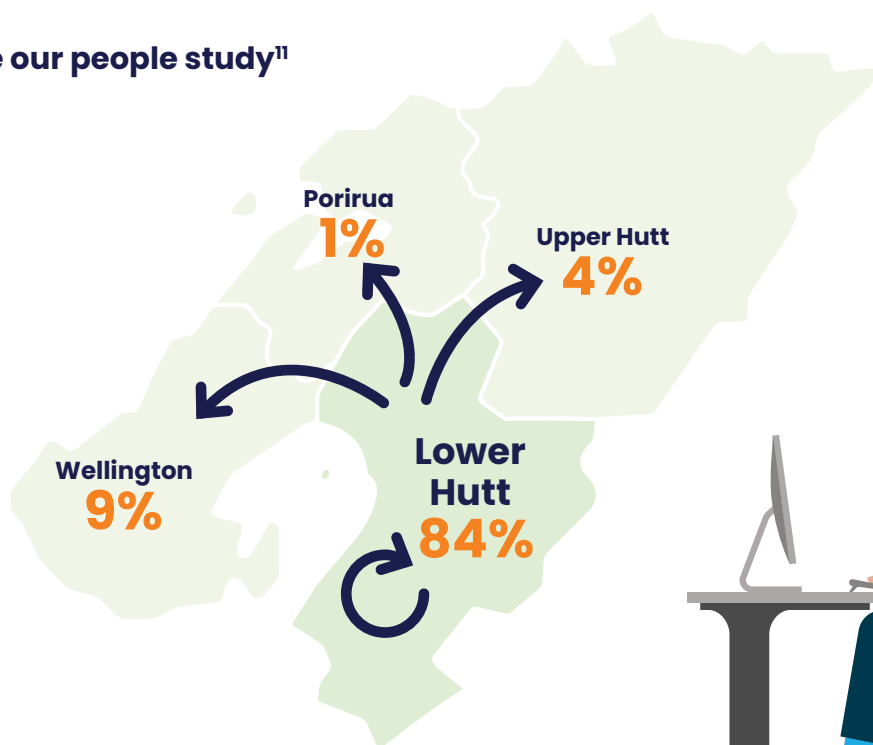 our people study¹¹
Porirua
1%
Upper Hutt
4%
Wellington
9%
Lower
Hutt
84%